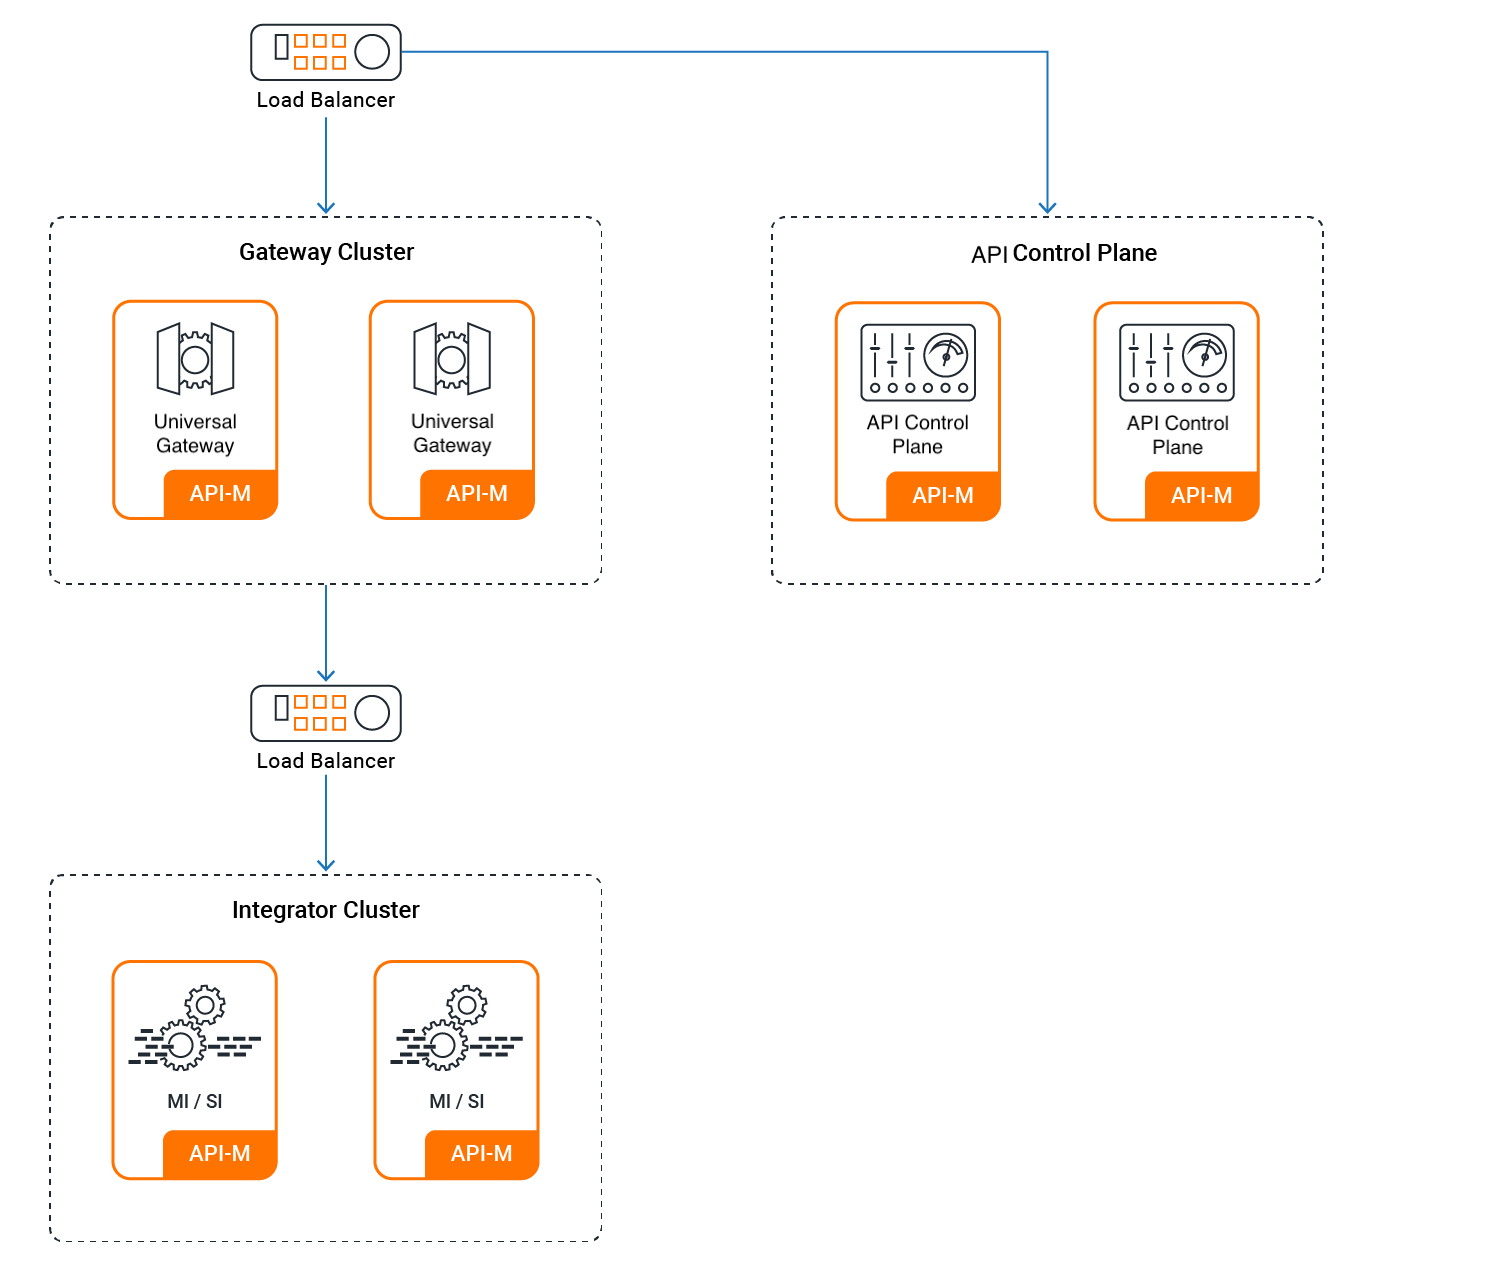 Load Balancer
Gateway Cluster
Universal
Gateway
API-M
Universal
Gateway
API-M
API Control Plane
API Control
Plane
API-M
API Control
Plane
API-M
Load Balancer
Integrator Cluster
MI / SI
API-M
MI / SI
API-M